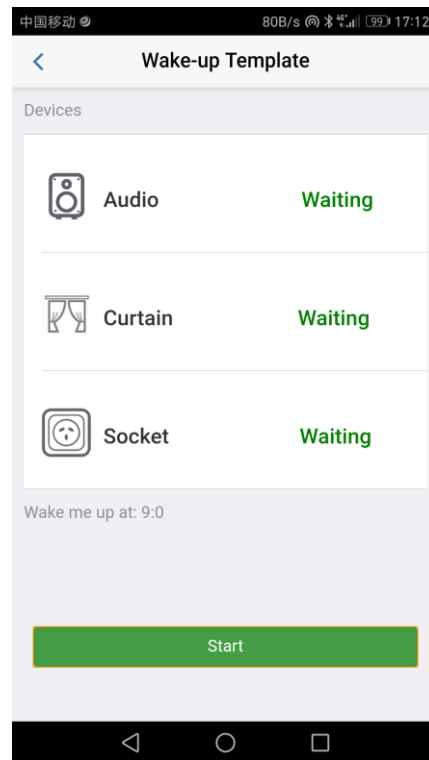 中国移动 80B/s 46 99 17:12
Wake-up Template
Devices
Audio Waiting
Curtain Waiting
Socket Waiting
Wake me up at: 9:0
Start